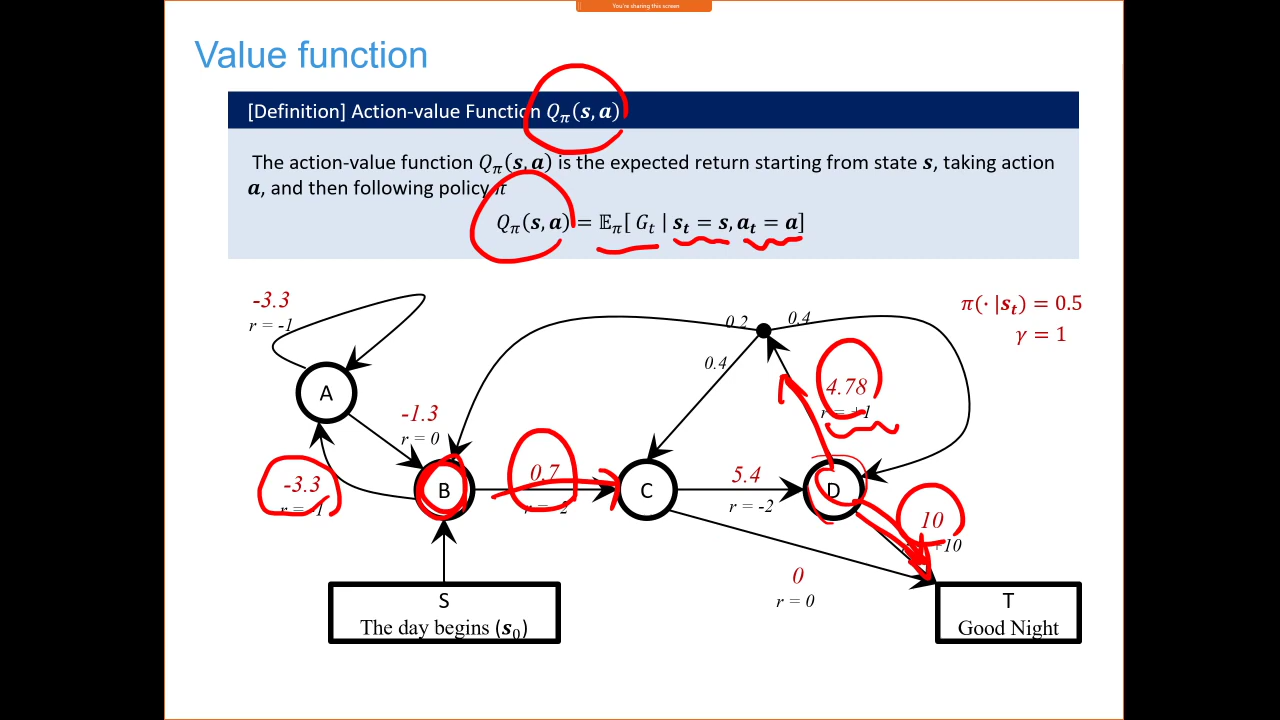 You're sharing this screen
Value function
[Definition] Action-value Function Qπ(s, a)
The action-value function Qπ(s, a) is the expected return starting from state s, taking action
a, and then following policy π
Qπ(s, a) = 𝔼π[ Gt | st = s, at = a]
-3.3
r = -1
π(· |st) = 0.5
γ = 1
0.2
0.4
0.4
4.78
r = +1
A
-1.3
r = 0
-3.3
r = -1
B
0.7
C
5.4
r = -2
D
10
+10
0
r = 0
S
The day begins (s0)
T
Good Night